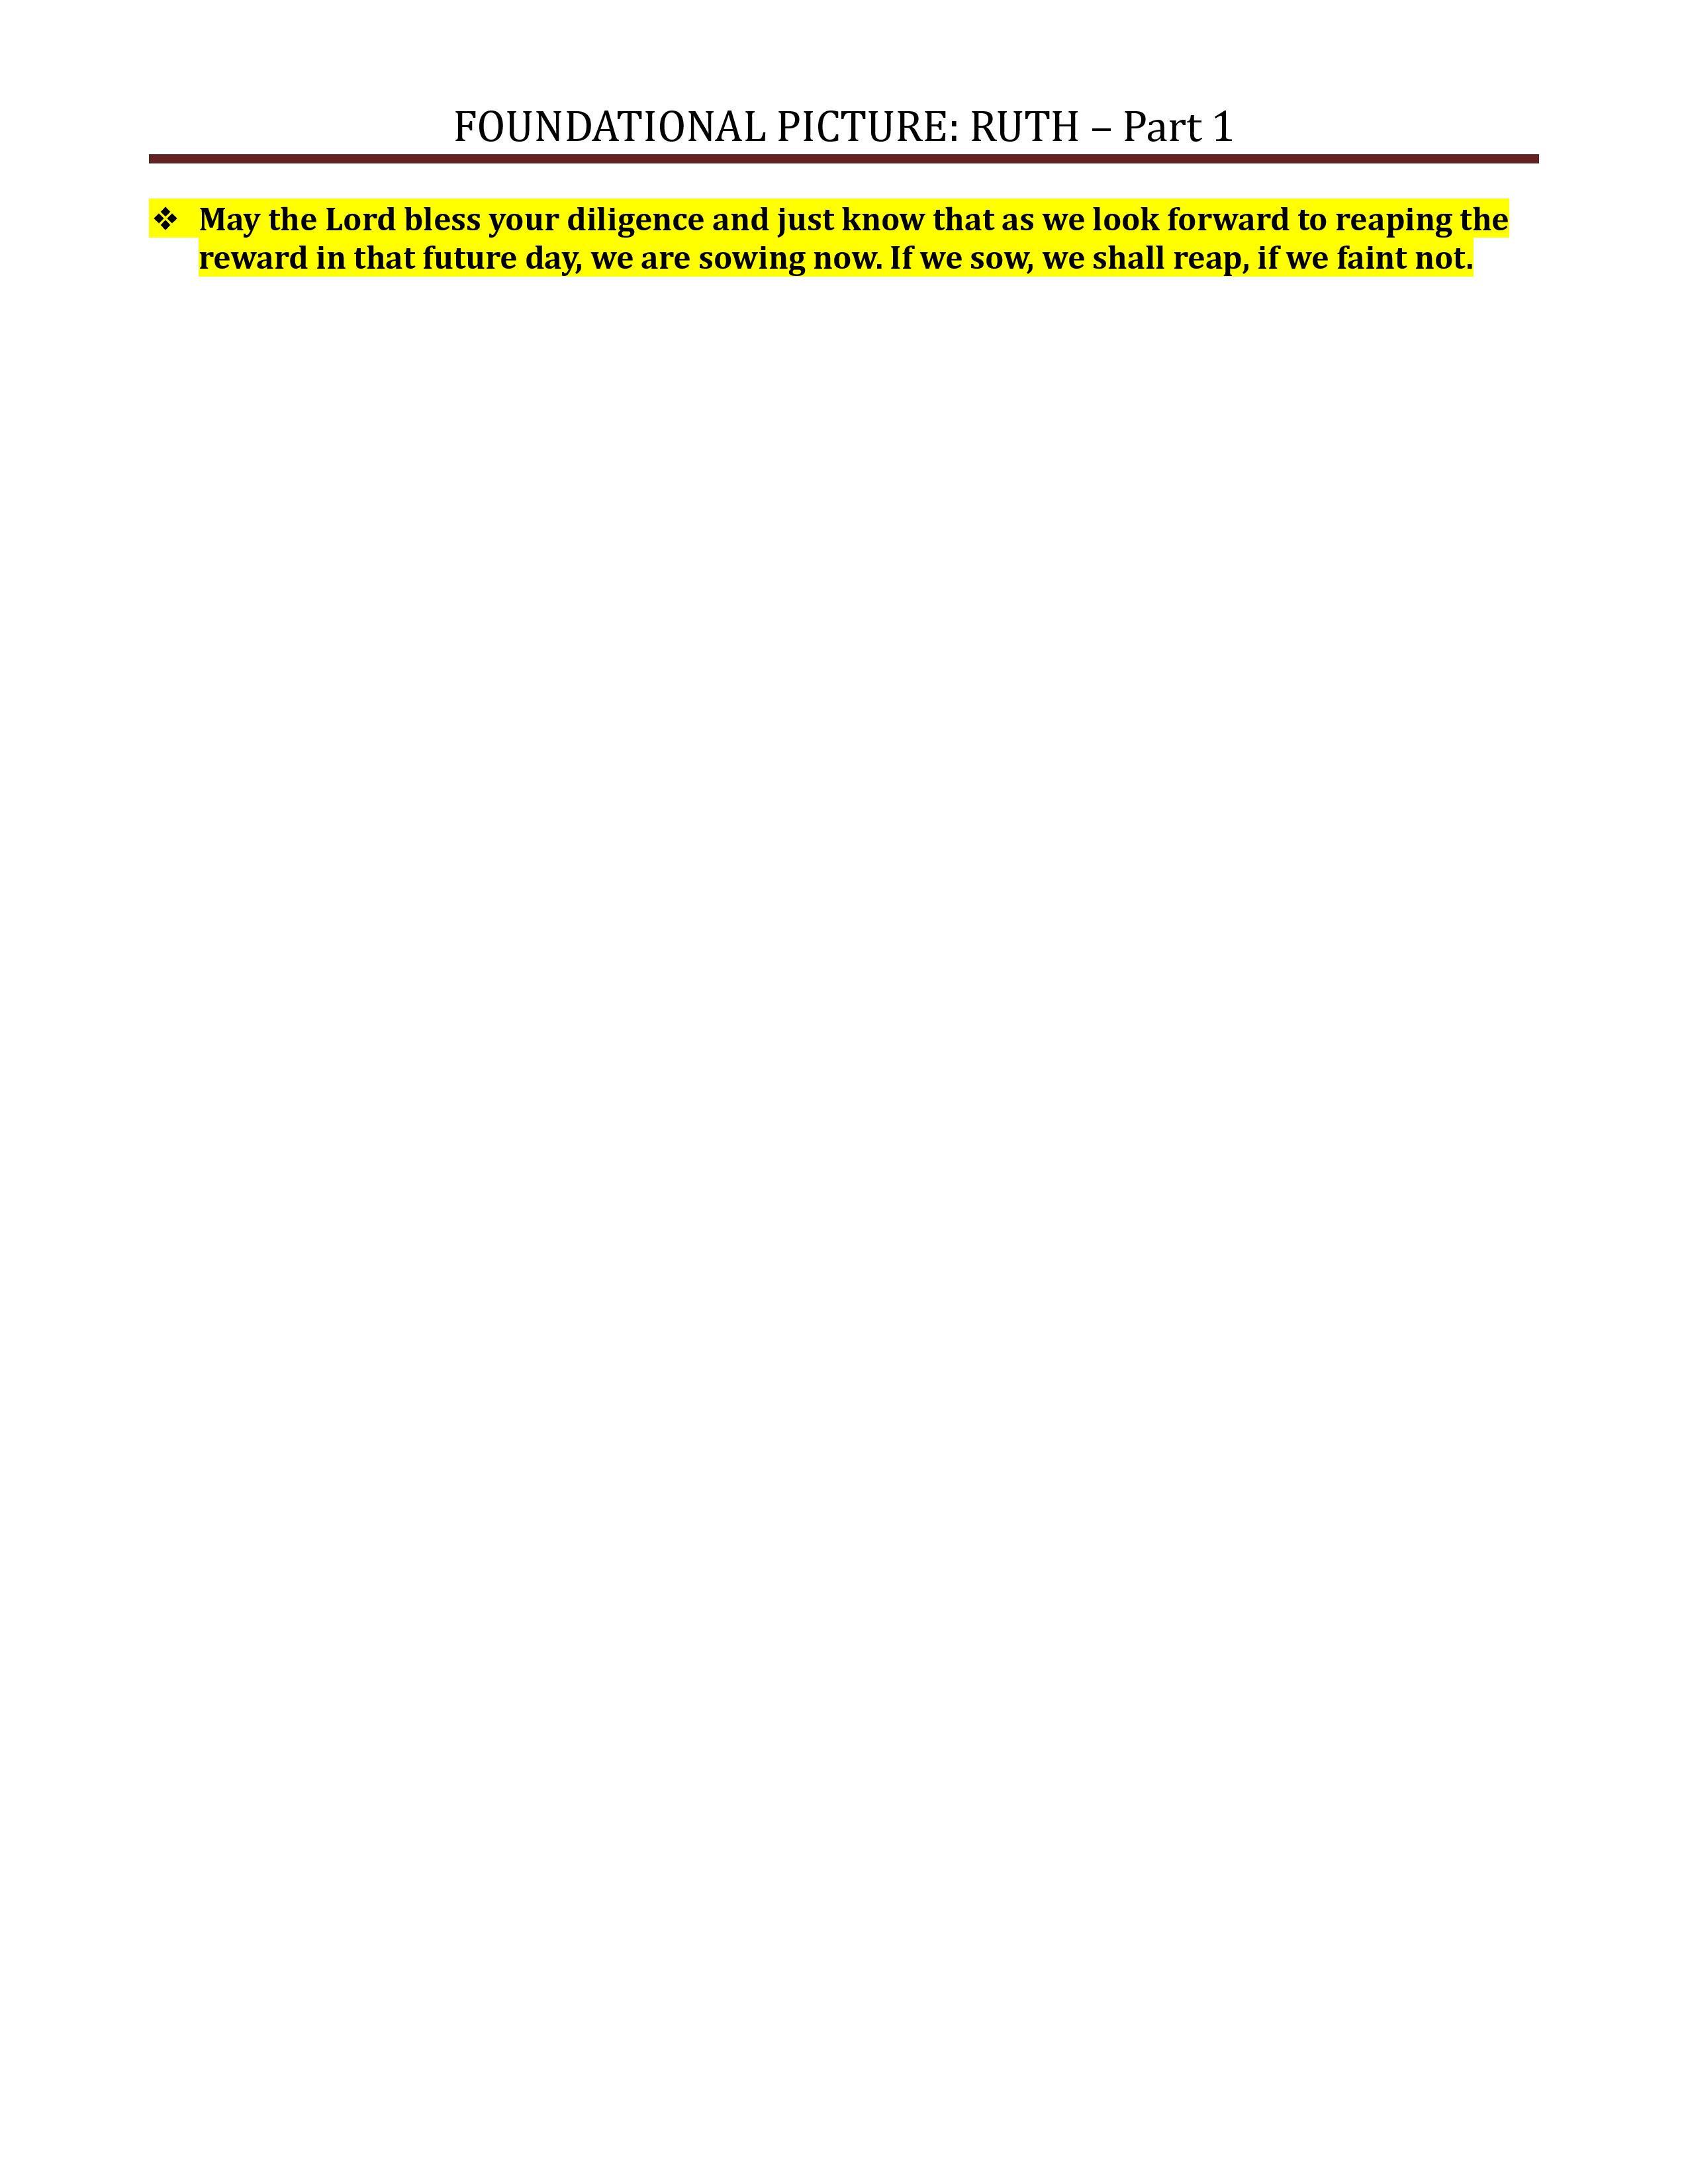 FOUNDATIONAL PICTURE: RUTH – Part 1
❖ May the Lord bless your diligence and just know that as we look forward to reaping the
reward in that future day, we are sowing now. If we sow, we shall reap, if we faint not.